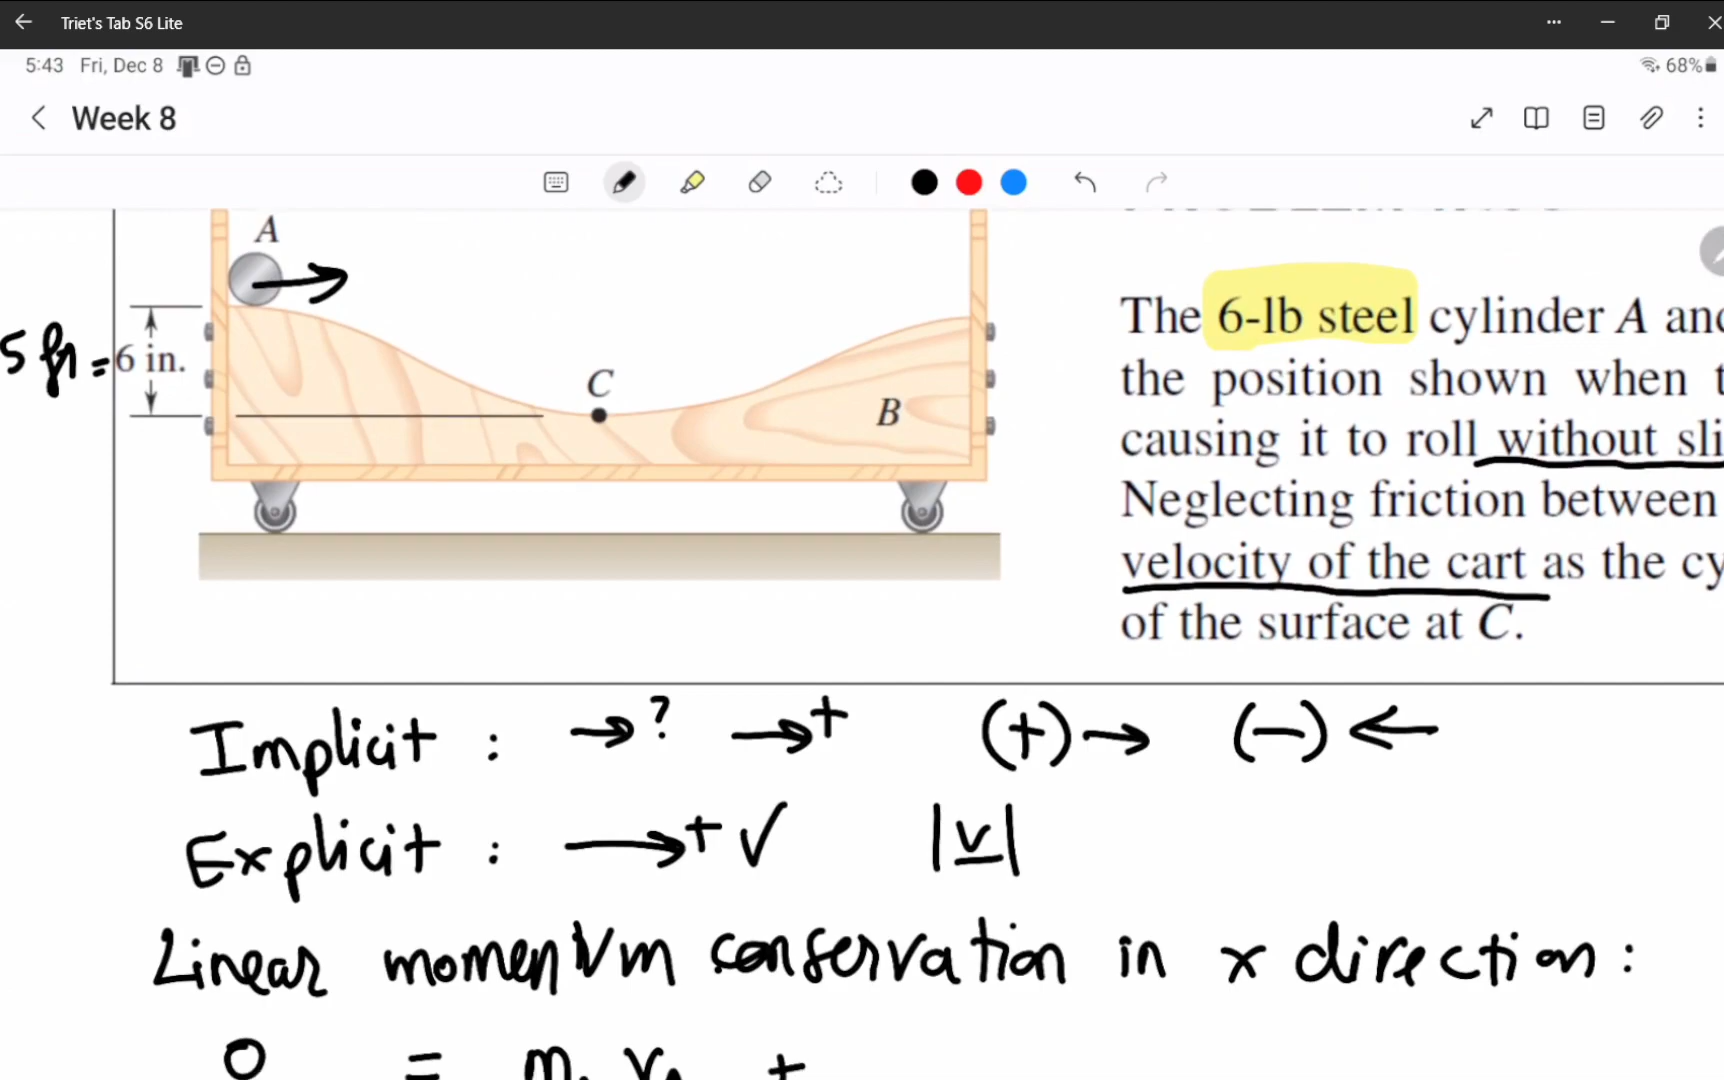 Triet's Tab S6 Lite
5:43 Fri, Dec 8
68%
Week 8
A
5 ft = 6 in.
C
B
The 6-lb steel cylinder A and
the position shown when t
causing it to roll without sli
Neglecting friction between
velocity of the cart as the cy
of the surface at C.
Implicit : →? →+ (+)→ (−)←
Explicit : →+ ✓ |v|
Linear momentum conservation in x direction :
0 = m v +